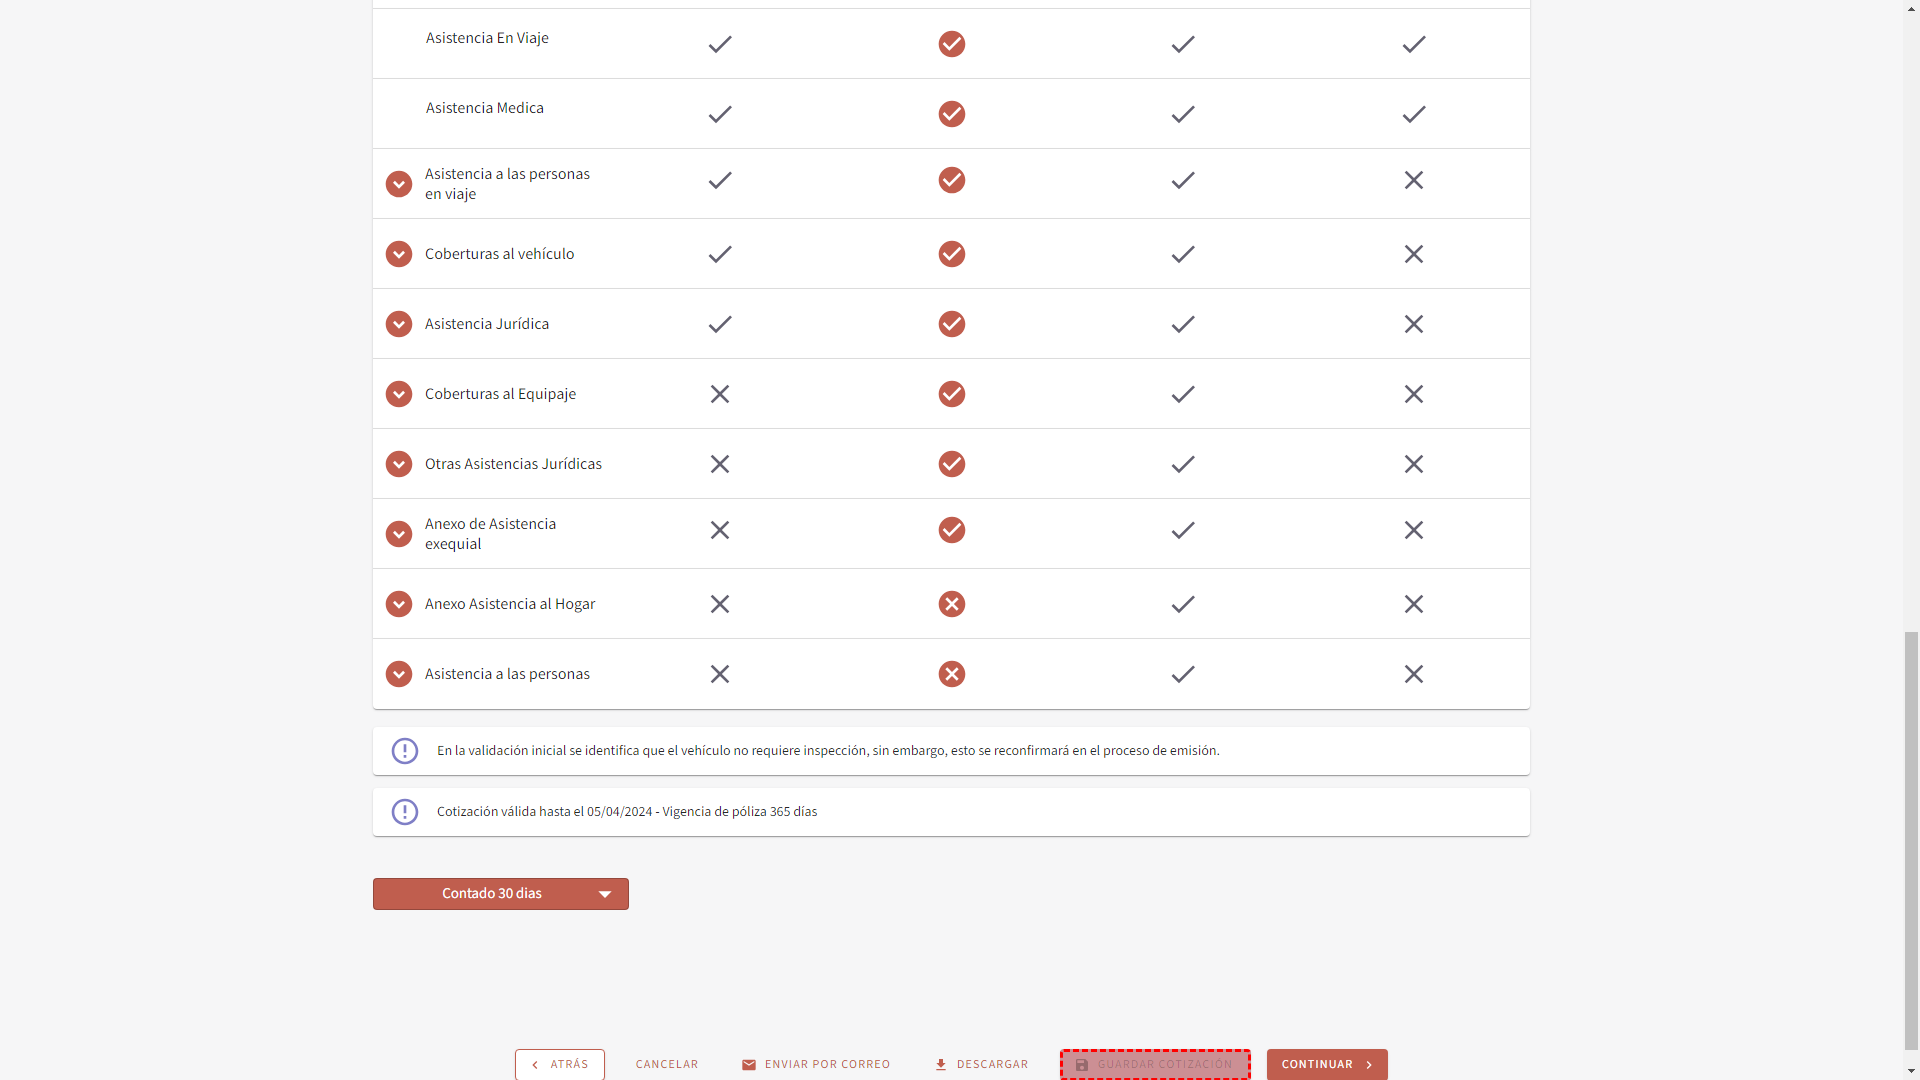 Asistencia En Viaje
Asistencia Medica
Asistencia a las personas
en viaje
Coberturas al vehículo
Asistencia Jurídica
Coberturas al Equipaje
Otras Asistencias Jurídicas
Anexo de Asistencia
exequial
Anexo Asistencia al Hogar
Asistencia a las personas
En la validación inicial se identifica que el vehículo no requiere inspección, sin embargo, esto se reconfirmará en el proceso de emisión.
Cotización válida hasta el 05/04/2024 - Vigencia de póliza 365 días
Contado 30 dias
ATRÁS CANCELAR ENVIAR POR CORREO DESCARGAR GUARDAR COTIZACIÓN CONTINUAR